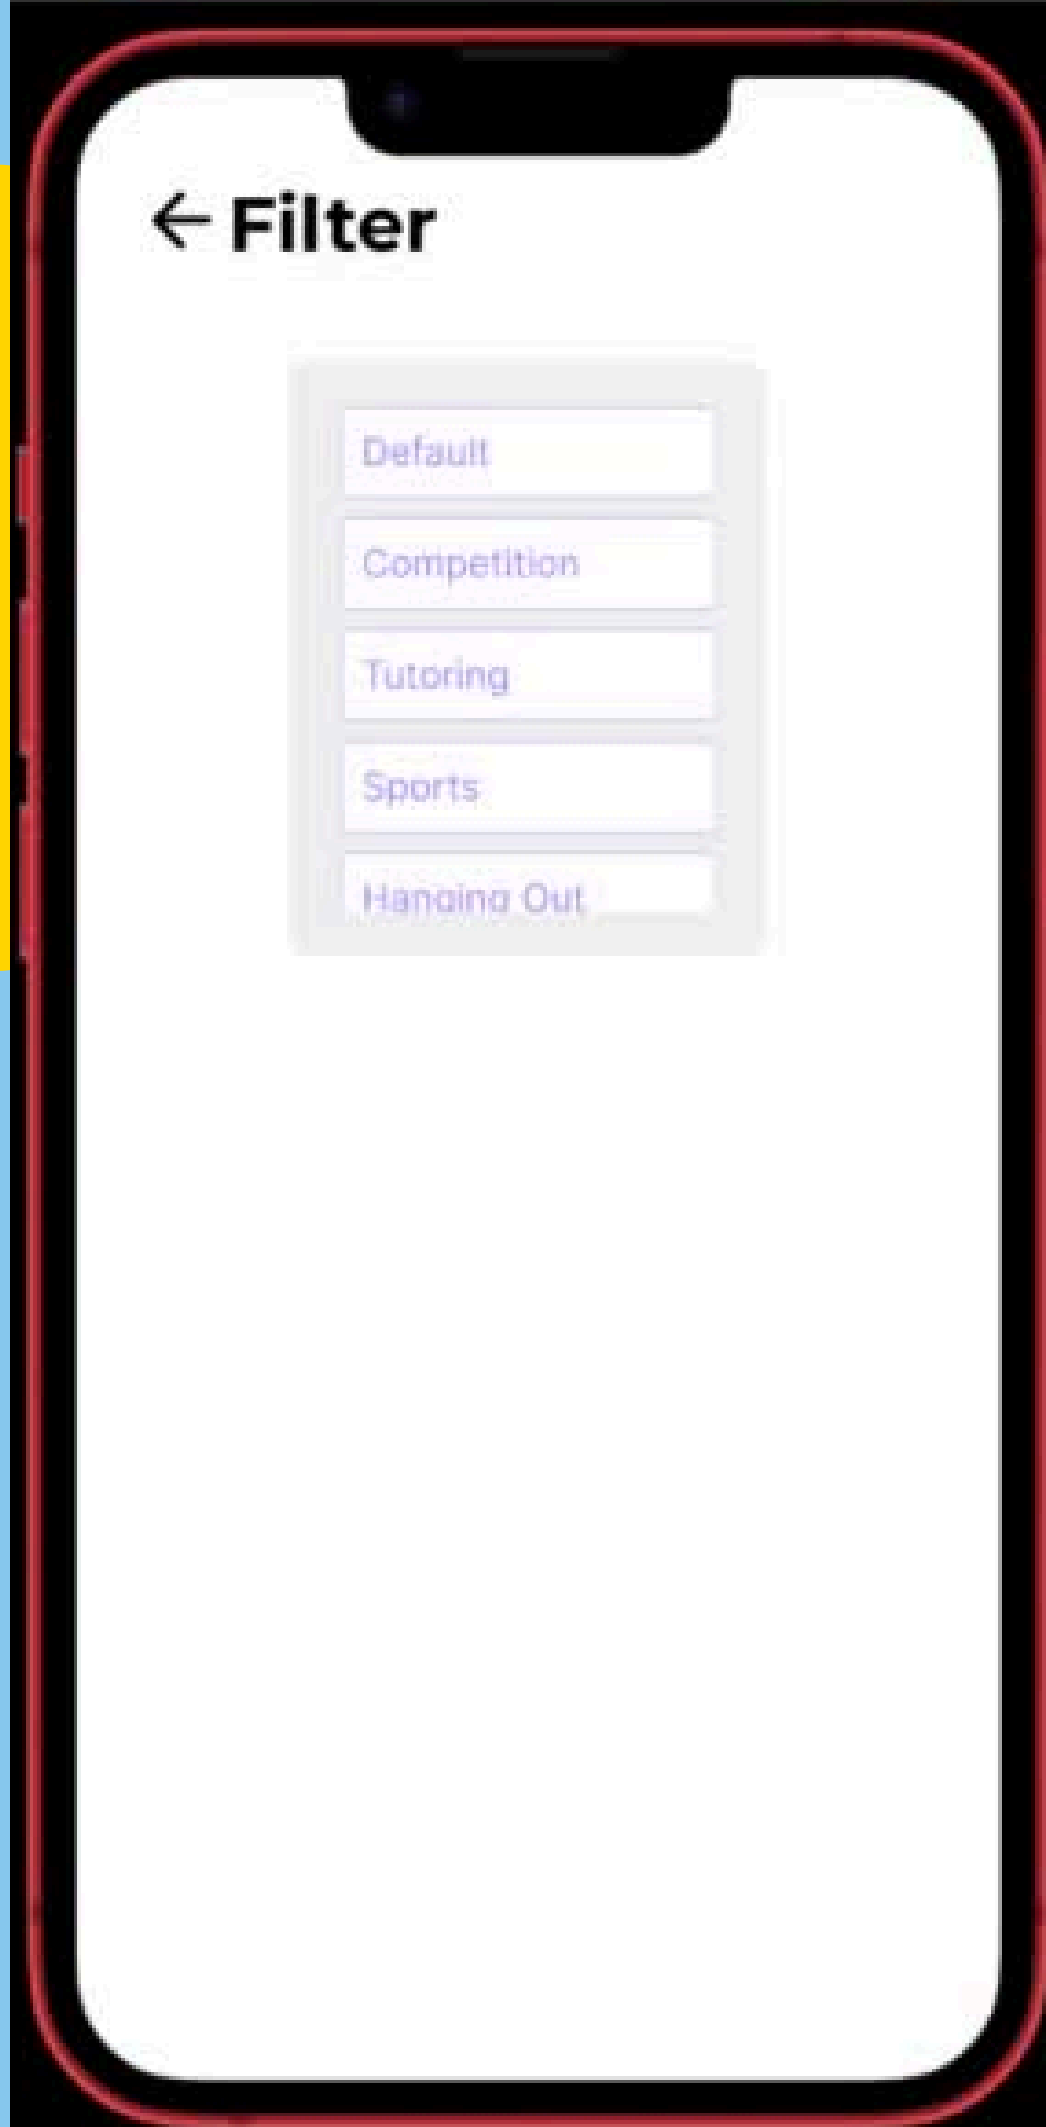 ← Filter
Default
Competition
Tutoring
Sports
Hanging Out